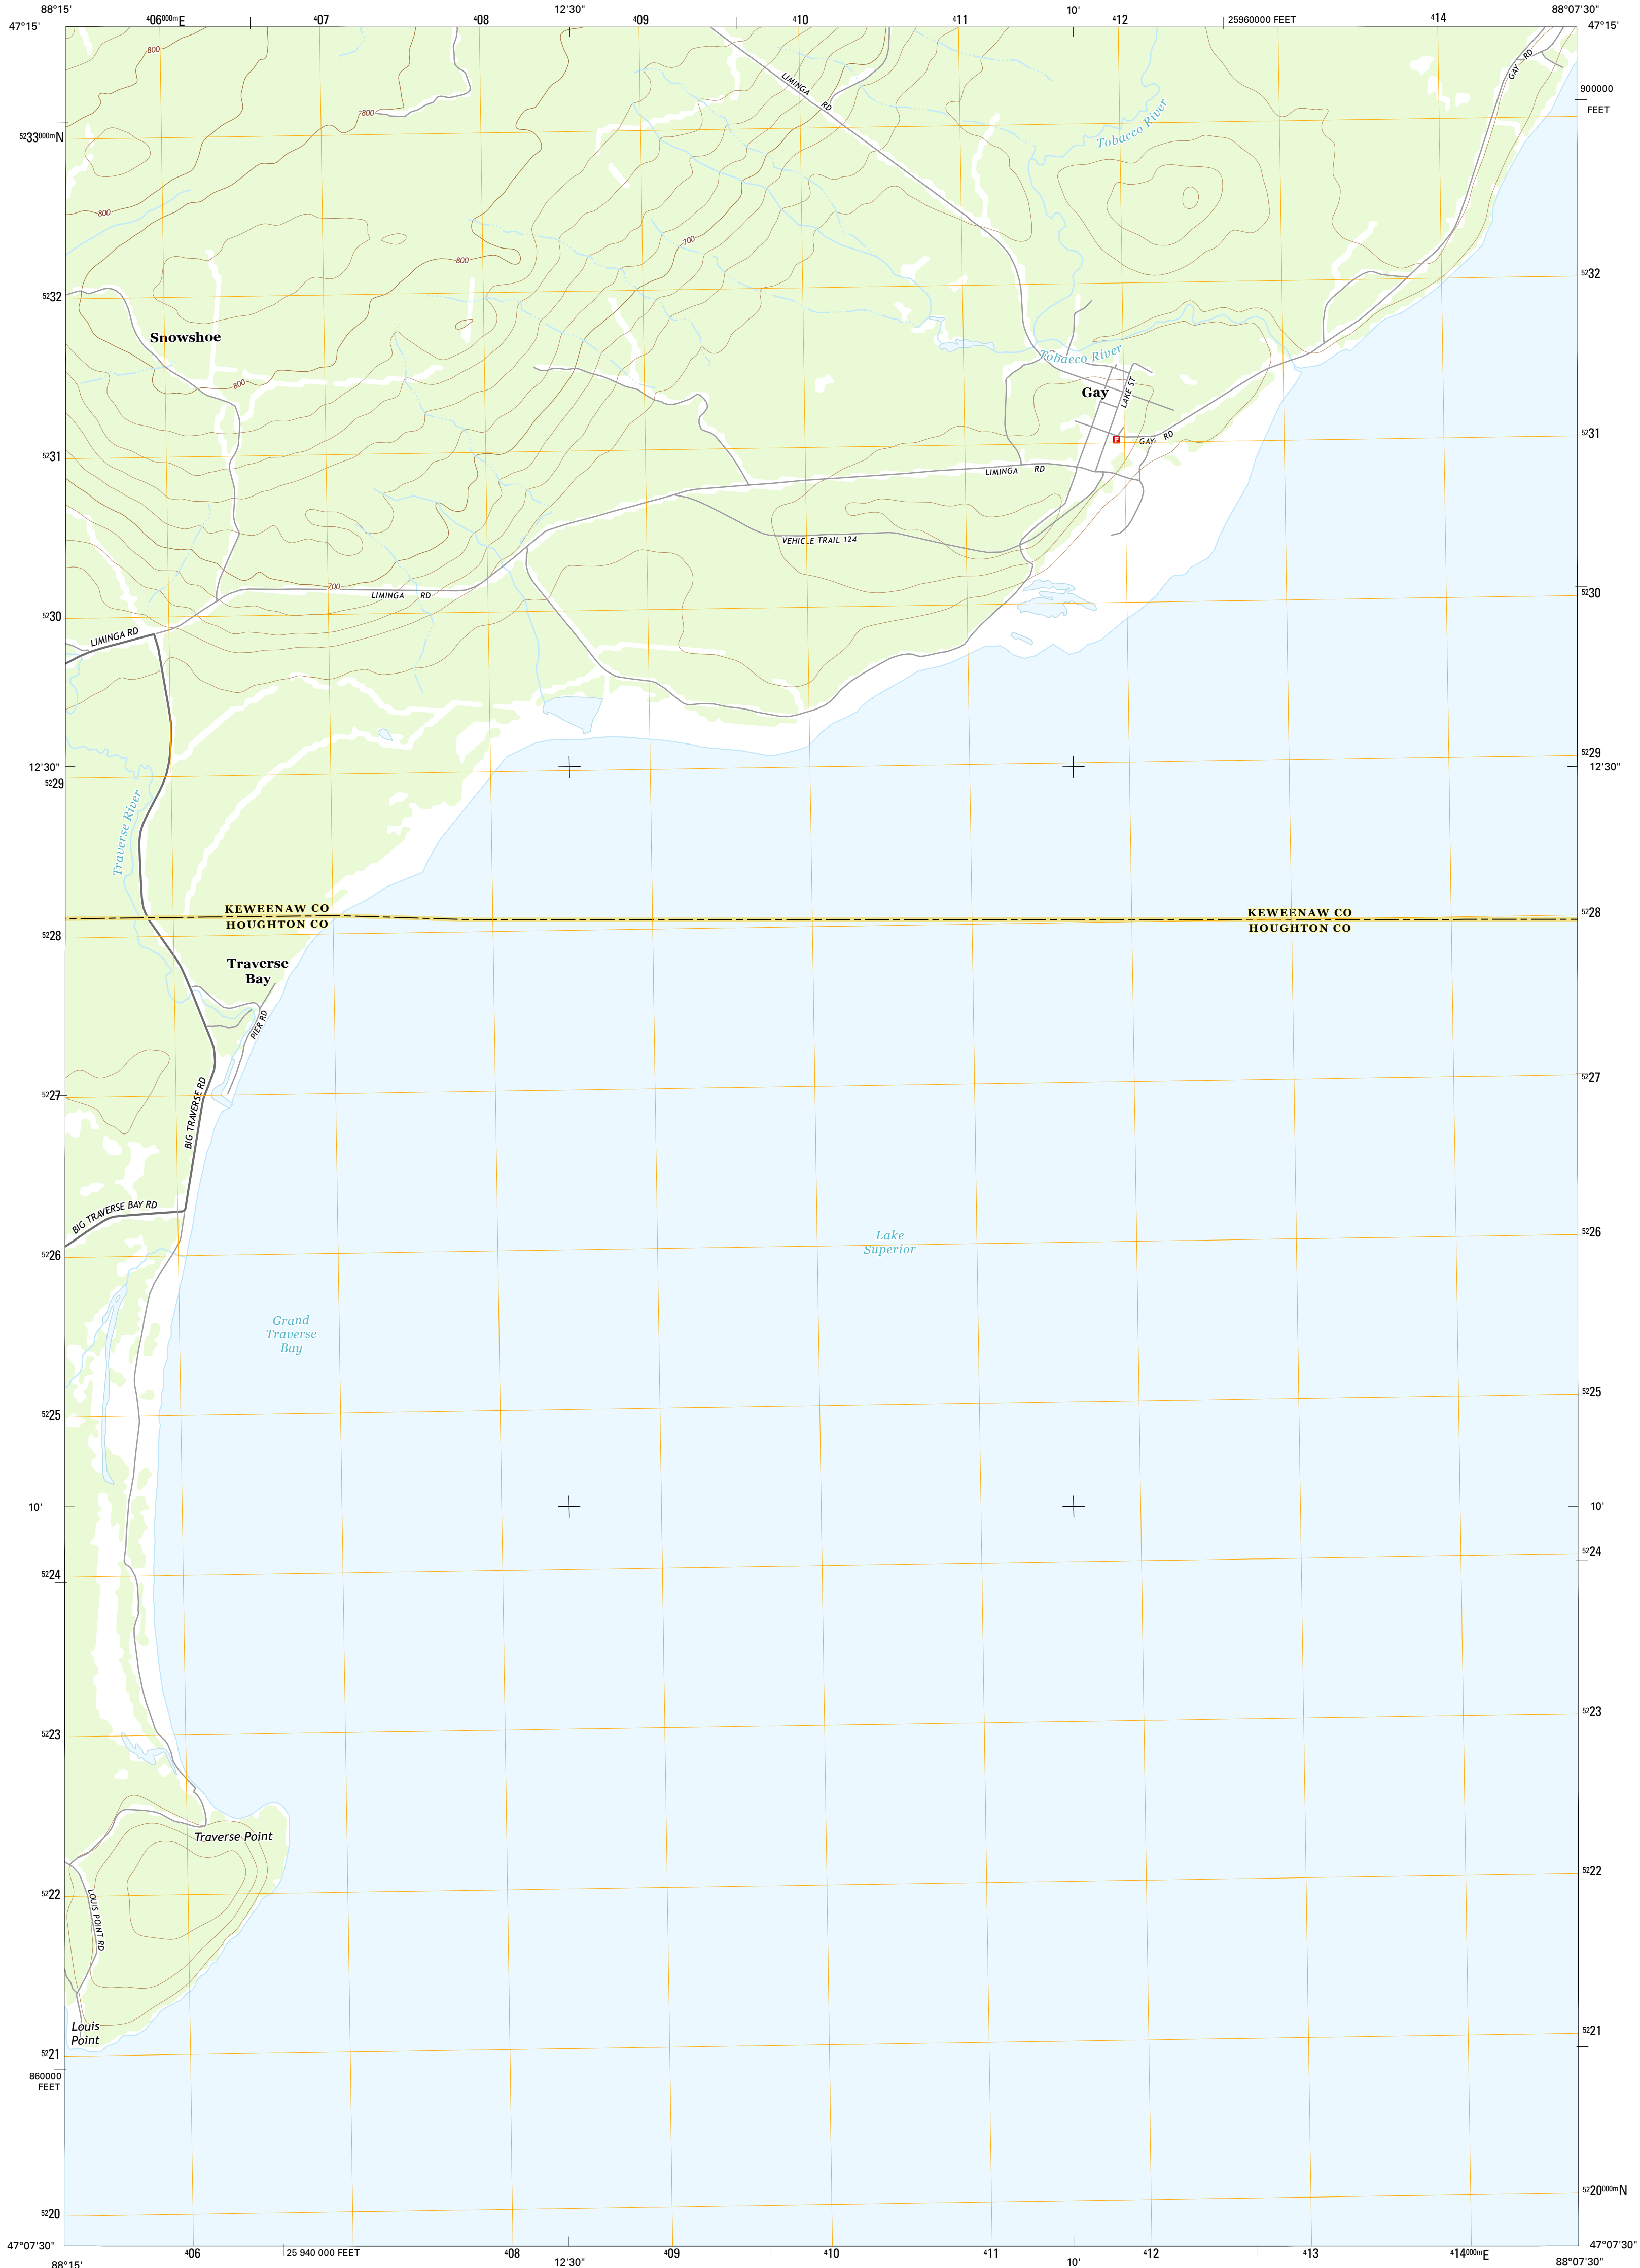 88°15'
406000mE
407
408
12'30"
409
410
411
10'
412
25960000 FEET
414
88°07'30"
47°15'
47°15'
800
LIMINGA RD
GAY RD
900000
FEET
800
Tobacco River
5233000mN
800
700
800
5232
5232
Snowshoe
Tobacco River
800
Gay
LAKE ST
F
GAY RD
5231
5231
LIMINGA RD
VEHICLE TRAIL 124
700
LIMINGA RD
5230
5230
LIMINGA RD
5229
12'30"
12'30"
5229
Traverse River
KEWEENAW CO
HOUGHTON CO
KEWEENAW CO
HOUGHTON CO
5228
5228
Traverse
Bay
PIER RD
5227
5227
BIG TRAVERSE RD
BIG TRAVERSE BAY RD
5226
5226
Lake
Superior
Grand
Traverse
Bay
5225
5225
10'
10'
5224
5224
5223
5223
Traverse Point
5222
5222
LOUIS POINT RD
Louis
Point
5221
5221
860000
FEET
5220
5220000mN
47°07'30"
47°07'30"
88°15'
406
25 940 000 FEET
408
12'30"
409
410
411
10'
412
413
414000mE
88°07'30"